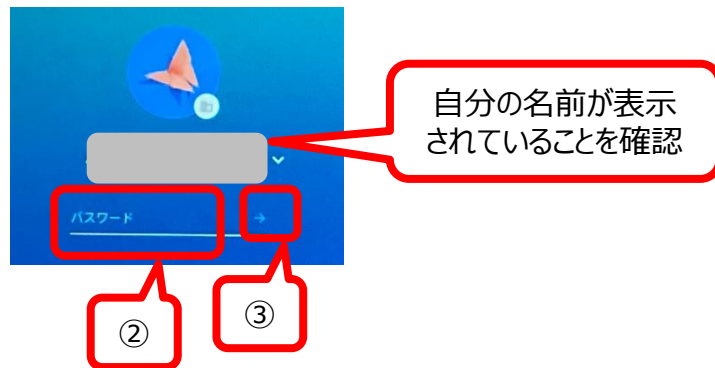 自分の名前が表示
されていることを確認
パスワード
→
②
③